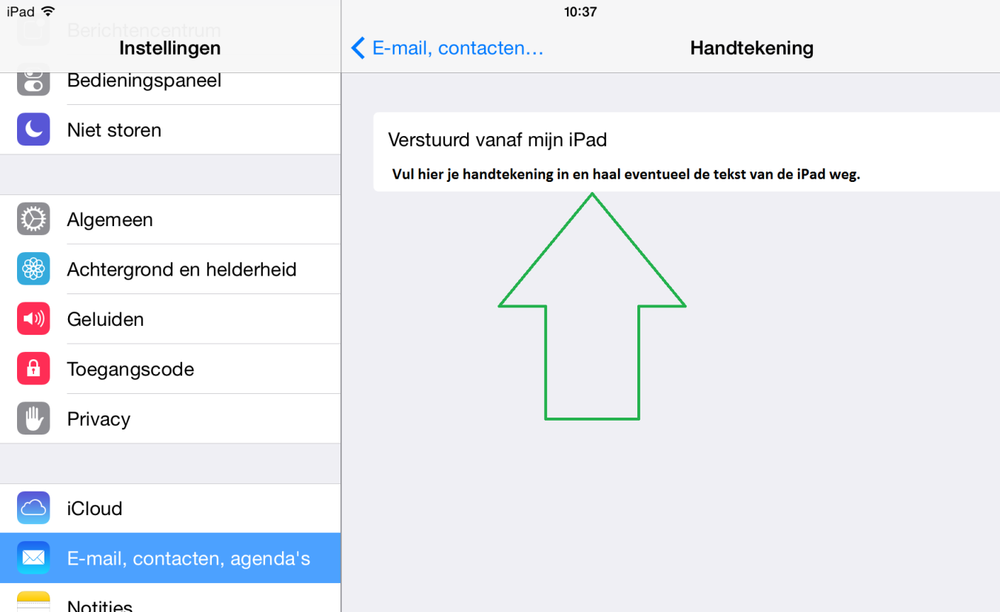 iPad
10:37
Berichtencentrum
Instellingen
Bedieningspaneel
Niet storen
Algemeen
Achtergrond en helderheid
Geluiden
Toegangscode
Privacy
iCloud
E-mail, contacten, agenda's
Notities
E-mail, contacten…
Handtekening
Verstuurd vanaf mijn iPad
Vul hier je handtekening in en haal eventueel de tekst van de iPad weg.